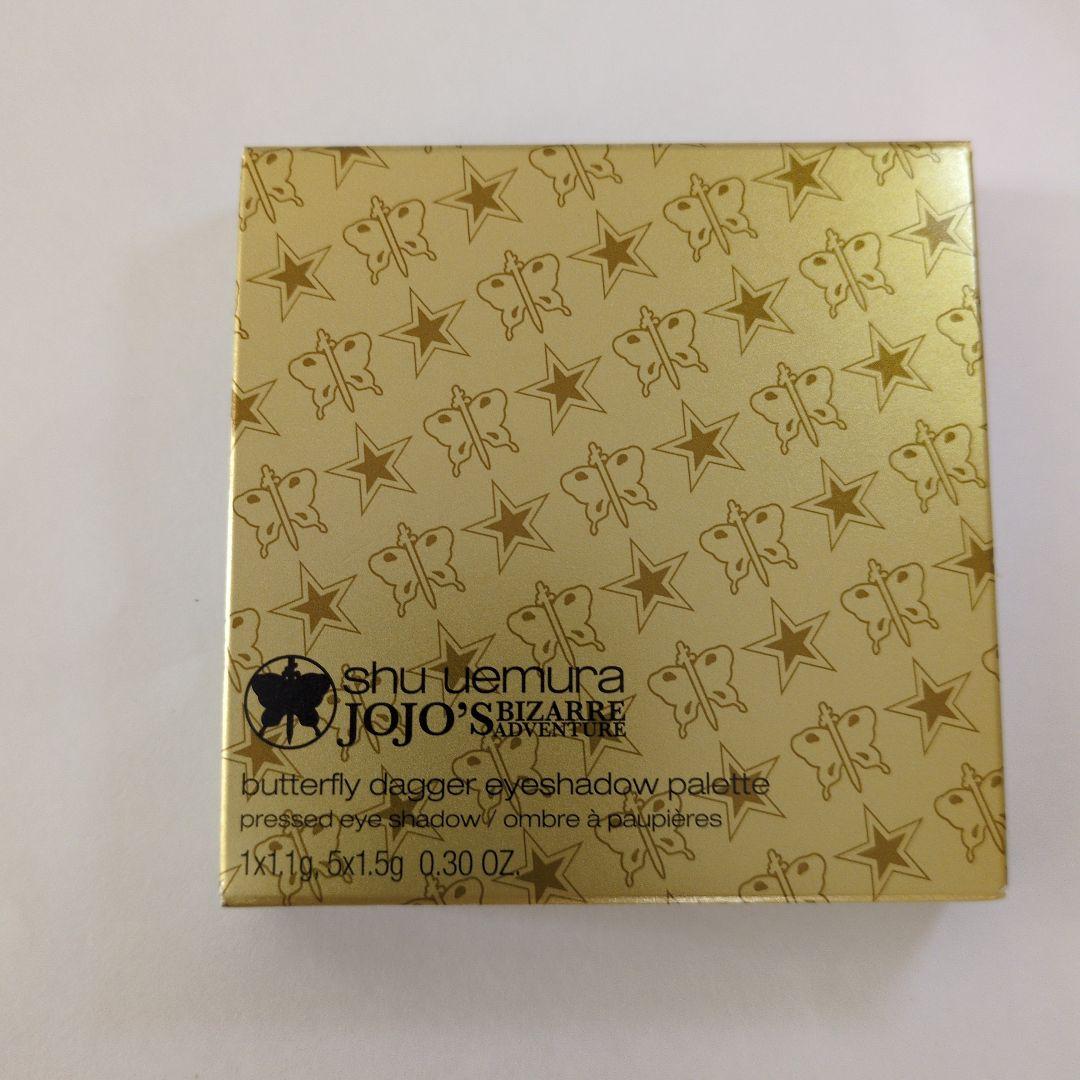 shu uemura
JOJO'S BIZARRE ADVENTURE
butterfly dagger eyeshadow palette
pressed eye shadow / ombre à paupières
1x1.1g, 5x1.5g 0.30 OZ.